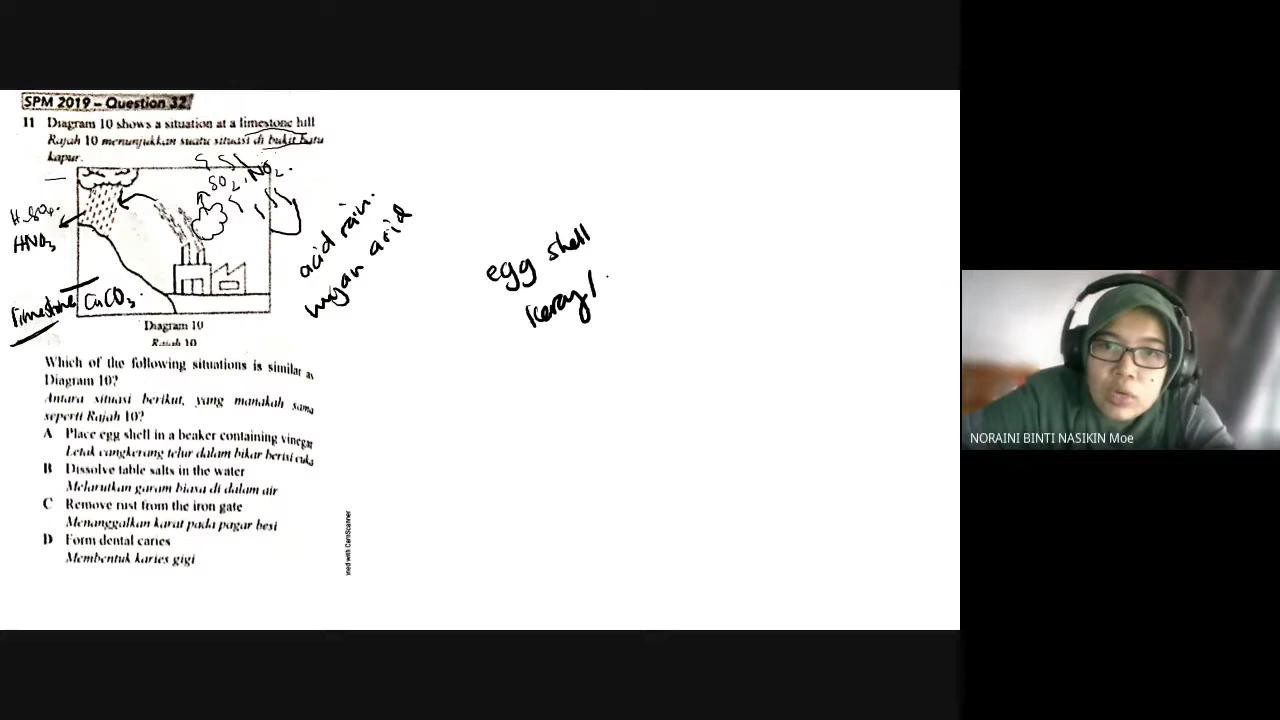 SPM 2019 – Question 32
11 Diagram 10 shows a situation at a limestone hill
Rajah 10 menunjukkan suatu situasi di bukit batu
kapur.
SO2, NO2.
HNO3
acid rain.
hujan acid
limestone
CaCO3.
egg shell
Diagram 10
Rajah 10
Which of the following situations is similar as
Diagram 10?
Antara situasi berikut, yang manakah sama
seperti Rajah 10?
A Place egg shell in a beaker containing vinegar
Letak cangkerang telur dalam bikar berisi cuka
B Dissolve table salts in the water
Melarutkan garam biasa di dalam air
C Remove rust from the iron gate
Menanggalkan karat pada pagar besi
D Form dental caries
Membentuk karies gigi
ned with CamScanner
NORAINI BINTI NASIKIN Moe